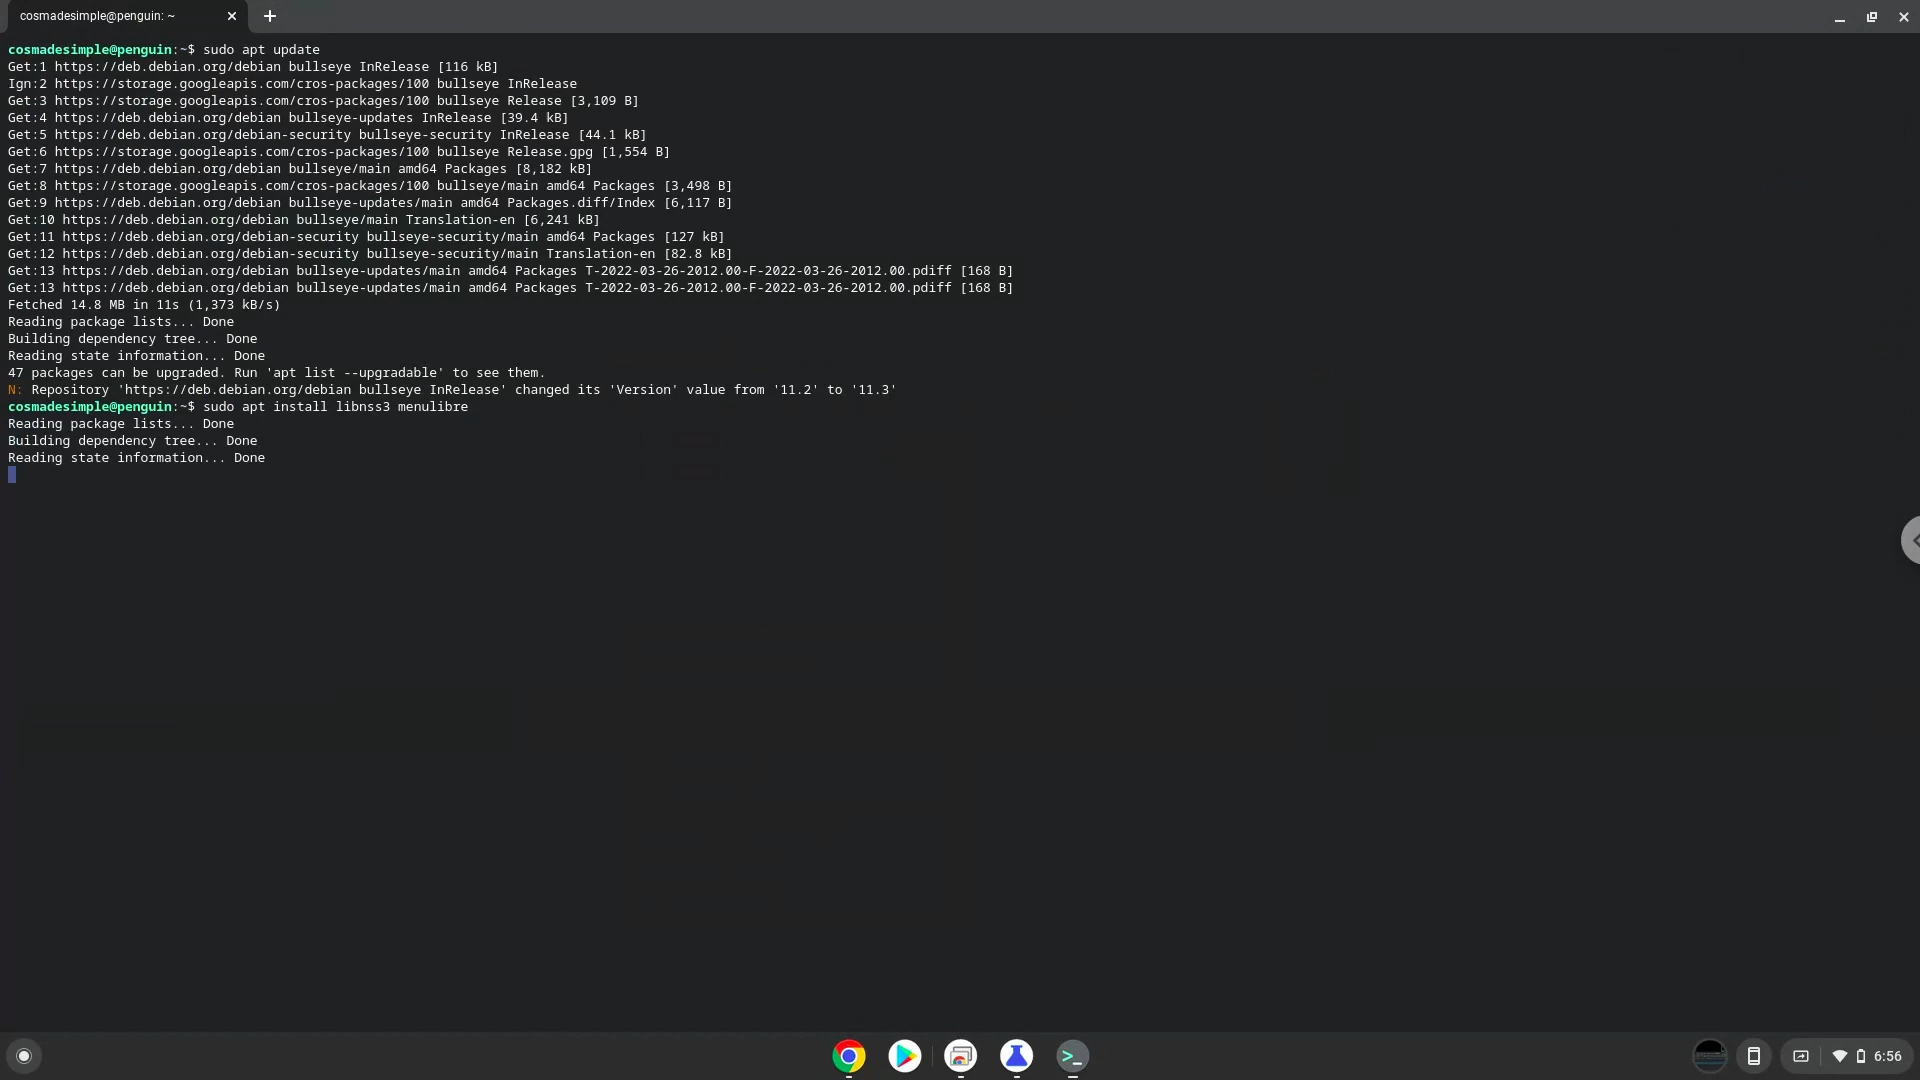 cosmadesimple@penguin: ~
cosmadesimple@penguin:~$ sudo apt update
Get:1 https://deb.debian.org/debian bullseye InRelease [116 kB]
Ign:2 https://storage.googleapis.com/cros-packages/100 bullseye InRelease
Get:3 https://storage.googleapis.com/cros-packages/100 bullseye Release [3,109 B]
Get:4 https://deb.debian.org/debian bullseye-updates InRelease [39.4 kB]
Get:5 https://deb.debian.org/debian-security bullseye-security InRelease [44.1 kB]
Get:6 https://storage.googleapis.com/cros-packages/100 bullseye Release.gpg [1,554 B]
Get:7 https://deb.debian.org/debian bullseye/main amd64 Packages [8,182 kB]
Get:8 https://storage.googleapis.com/cros-packages/100 bullseye/main amd64 Packages [3,498 B]
Get:9 https://deb.debian.org/debian bullseye-updates/main amd64 Packages.diff/Index [6,117 B]
Get:10 https://deb.debian.org/debian bullseye/main Translation-en [6,241 kB]
Get:11 https://deb.debian.org/debian-security bullseye-security/main amd64 Packages [127 kB]
Get:12 https://deb.debian.org/debian-security bullseye-security/main Translation-en [82.8 kB]
Get:13 https://deb.debian.org/debian bullseye-updates/main amd64 Packages T-2022-03-26-2012.00-F-2022-03-26-2012.00.pdiff [168 B]
Get:13 https://deb.debian.org/debian bullseye-updates/main amd64 Packages T-2022-03-26-2012.00-F-2022-03-26-2012.00.pdiff [168 B]
Fetched 14.8 MB in 11s (1,373 kB/s)
Reading package lists... Done
Building dependency tree... Done
Reading state information... Done
47 packages can be upgraded. Run 'apt list --upgradable' to see them.
N: Repository 'https://deb.debian.org/debian bullseye InRelease' changed its 'Version' value from '11.2' to '11.3'
cosmadesimple@penguin:~$ sudo apt install libnss3 menulibre
Reading package lists... Done
Building dependency tree... Done
Reading state information... Done
6:56